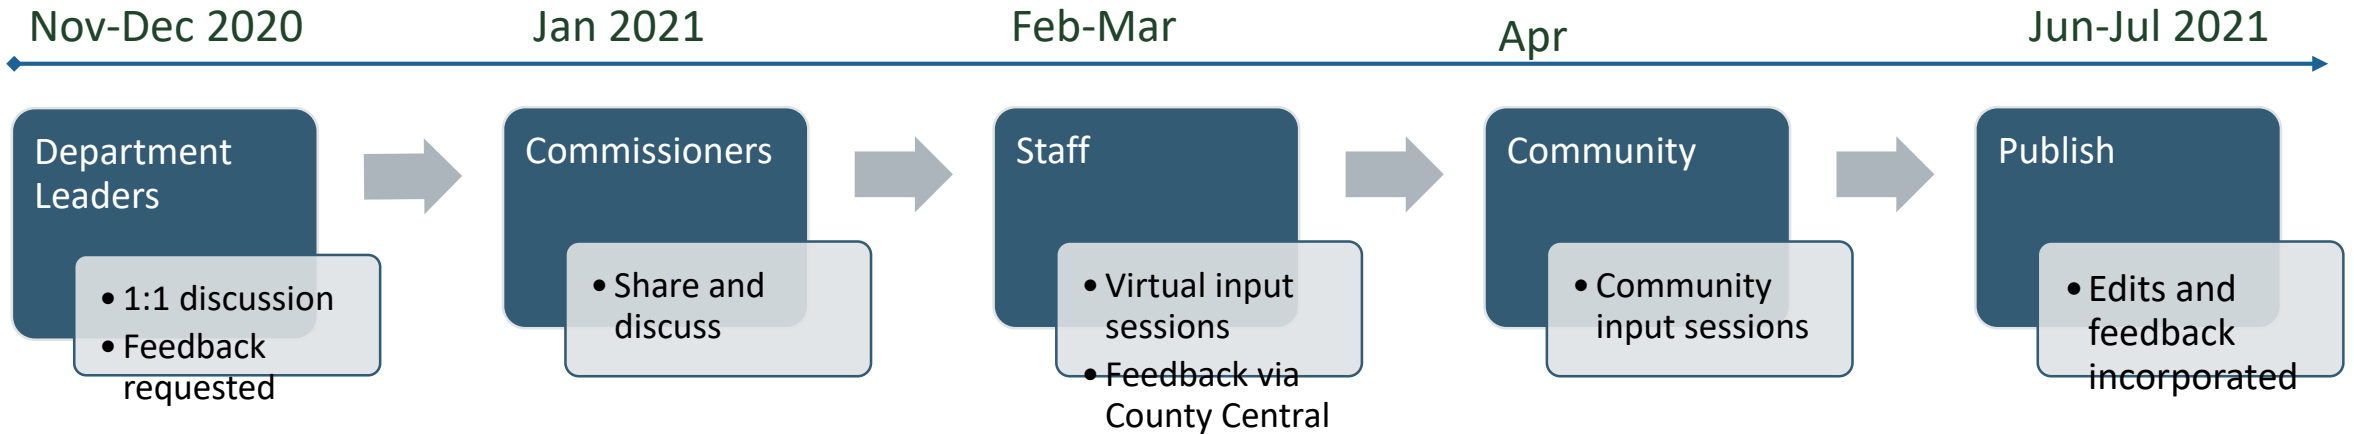 Nov-Dec 2020
Jan 2021
Feb-Mar
Apr
Jun-Jul 2021
Department
Leaders
• 1:1 discussion
• Feedback
requested
Commissioners
• Share and
discuss
Staff
• Virtual input
sessions
• Feedback via
County Central
Community
• Community
input sessions
Publish
• Edits and
feedback
incorporated